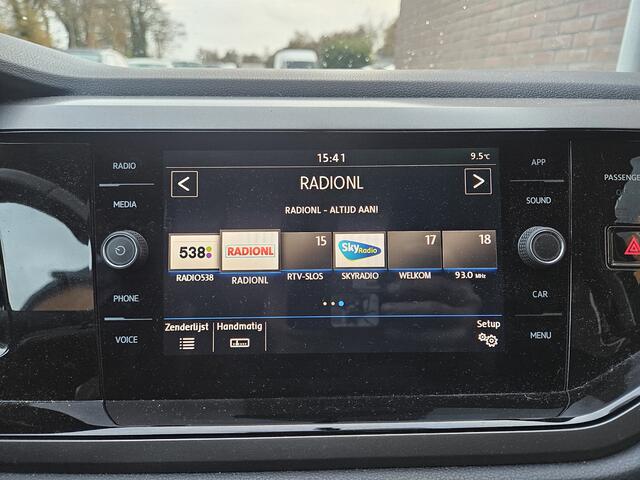 RADIO
MEDIA
PHONE
VOICE
15:41
9.5°C
<
RADIONL
>
RADIONL - ALTIJD AAN!
538
RADIONL
15
Sky Radio
17
18
RADIO538
RADIONL
RTV-SLOS
SKYRADIO
WELKOM
93.0 MHz
Zenderlijst
Handmatig
Setup
APP
SOUND
CAR
MENU
PASSENGE